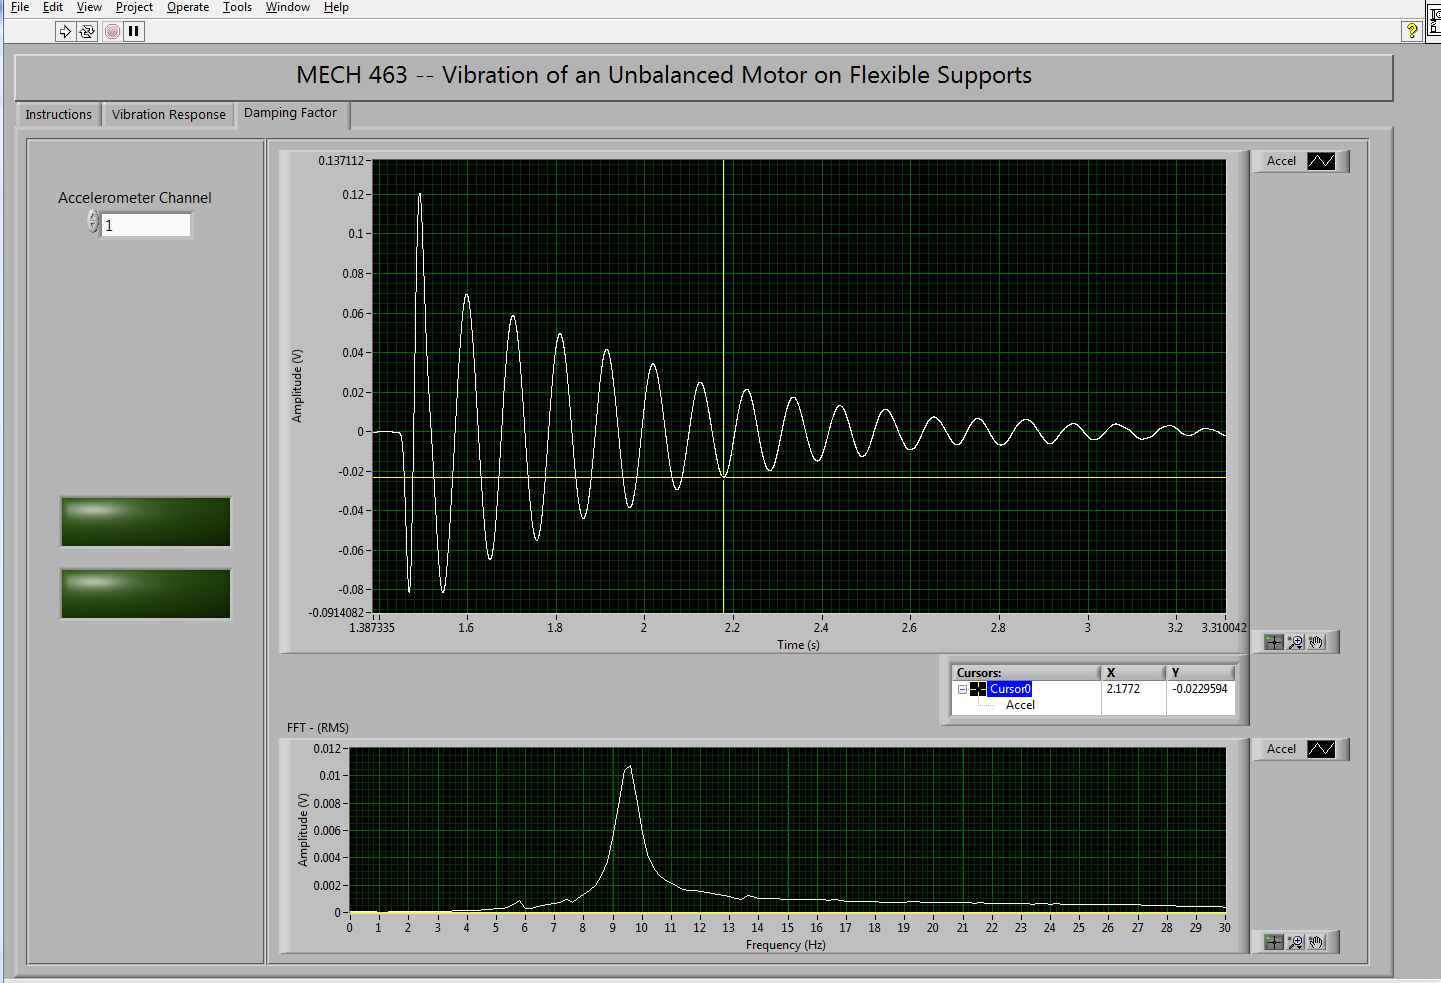 File Edit View Project Operate Tools Window Help
?
MECH 463 -- Vibration of an Unbalanced Motor on Flexible Supports
Instructions Vibration Response Damping Factor
Accelerometer Channel
1
Accel
Amplitude (V)
0.137112
0.12
0.1
0.08
0.06
0.04
0.02
0
-0.02
-0.04
-0.06
-0.08
-0.0914082
1.387335 1.6 1.8 2 2.2 2.4 2.6 2.8 3 3.2 3.310042
Time (s)
Cursors: X Y
Cursor0 2.1772 -0.0229594
Accel
FFT - (RMS)
Accel
Amplitude (V)
0.012
0.01
0.008
0.006
0.004
0.002
0
0 1 2 3 4 5 6 7 8 9 10 11 12 13 14 15 16 17 18 19 20 21 22 23 24 25 26 27 28 29 30
Frequency (Hz)